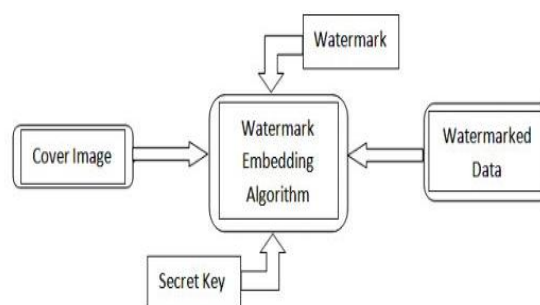 Watermark
Cover Image
Watermark
Embedding
Algorithm
Watermarked
Data
Secret Key